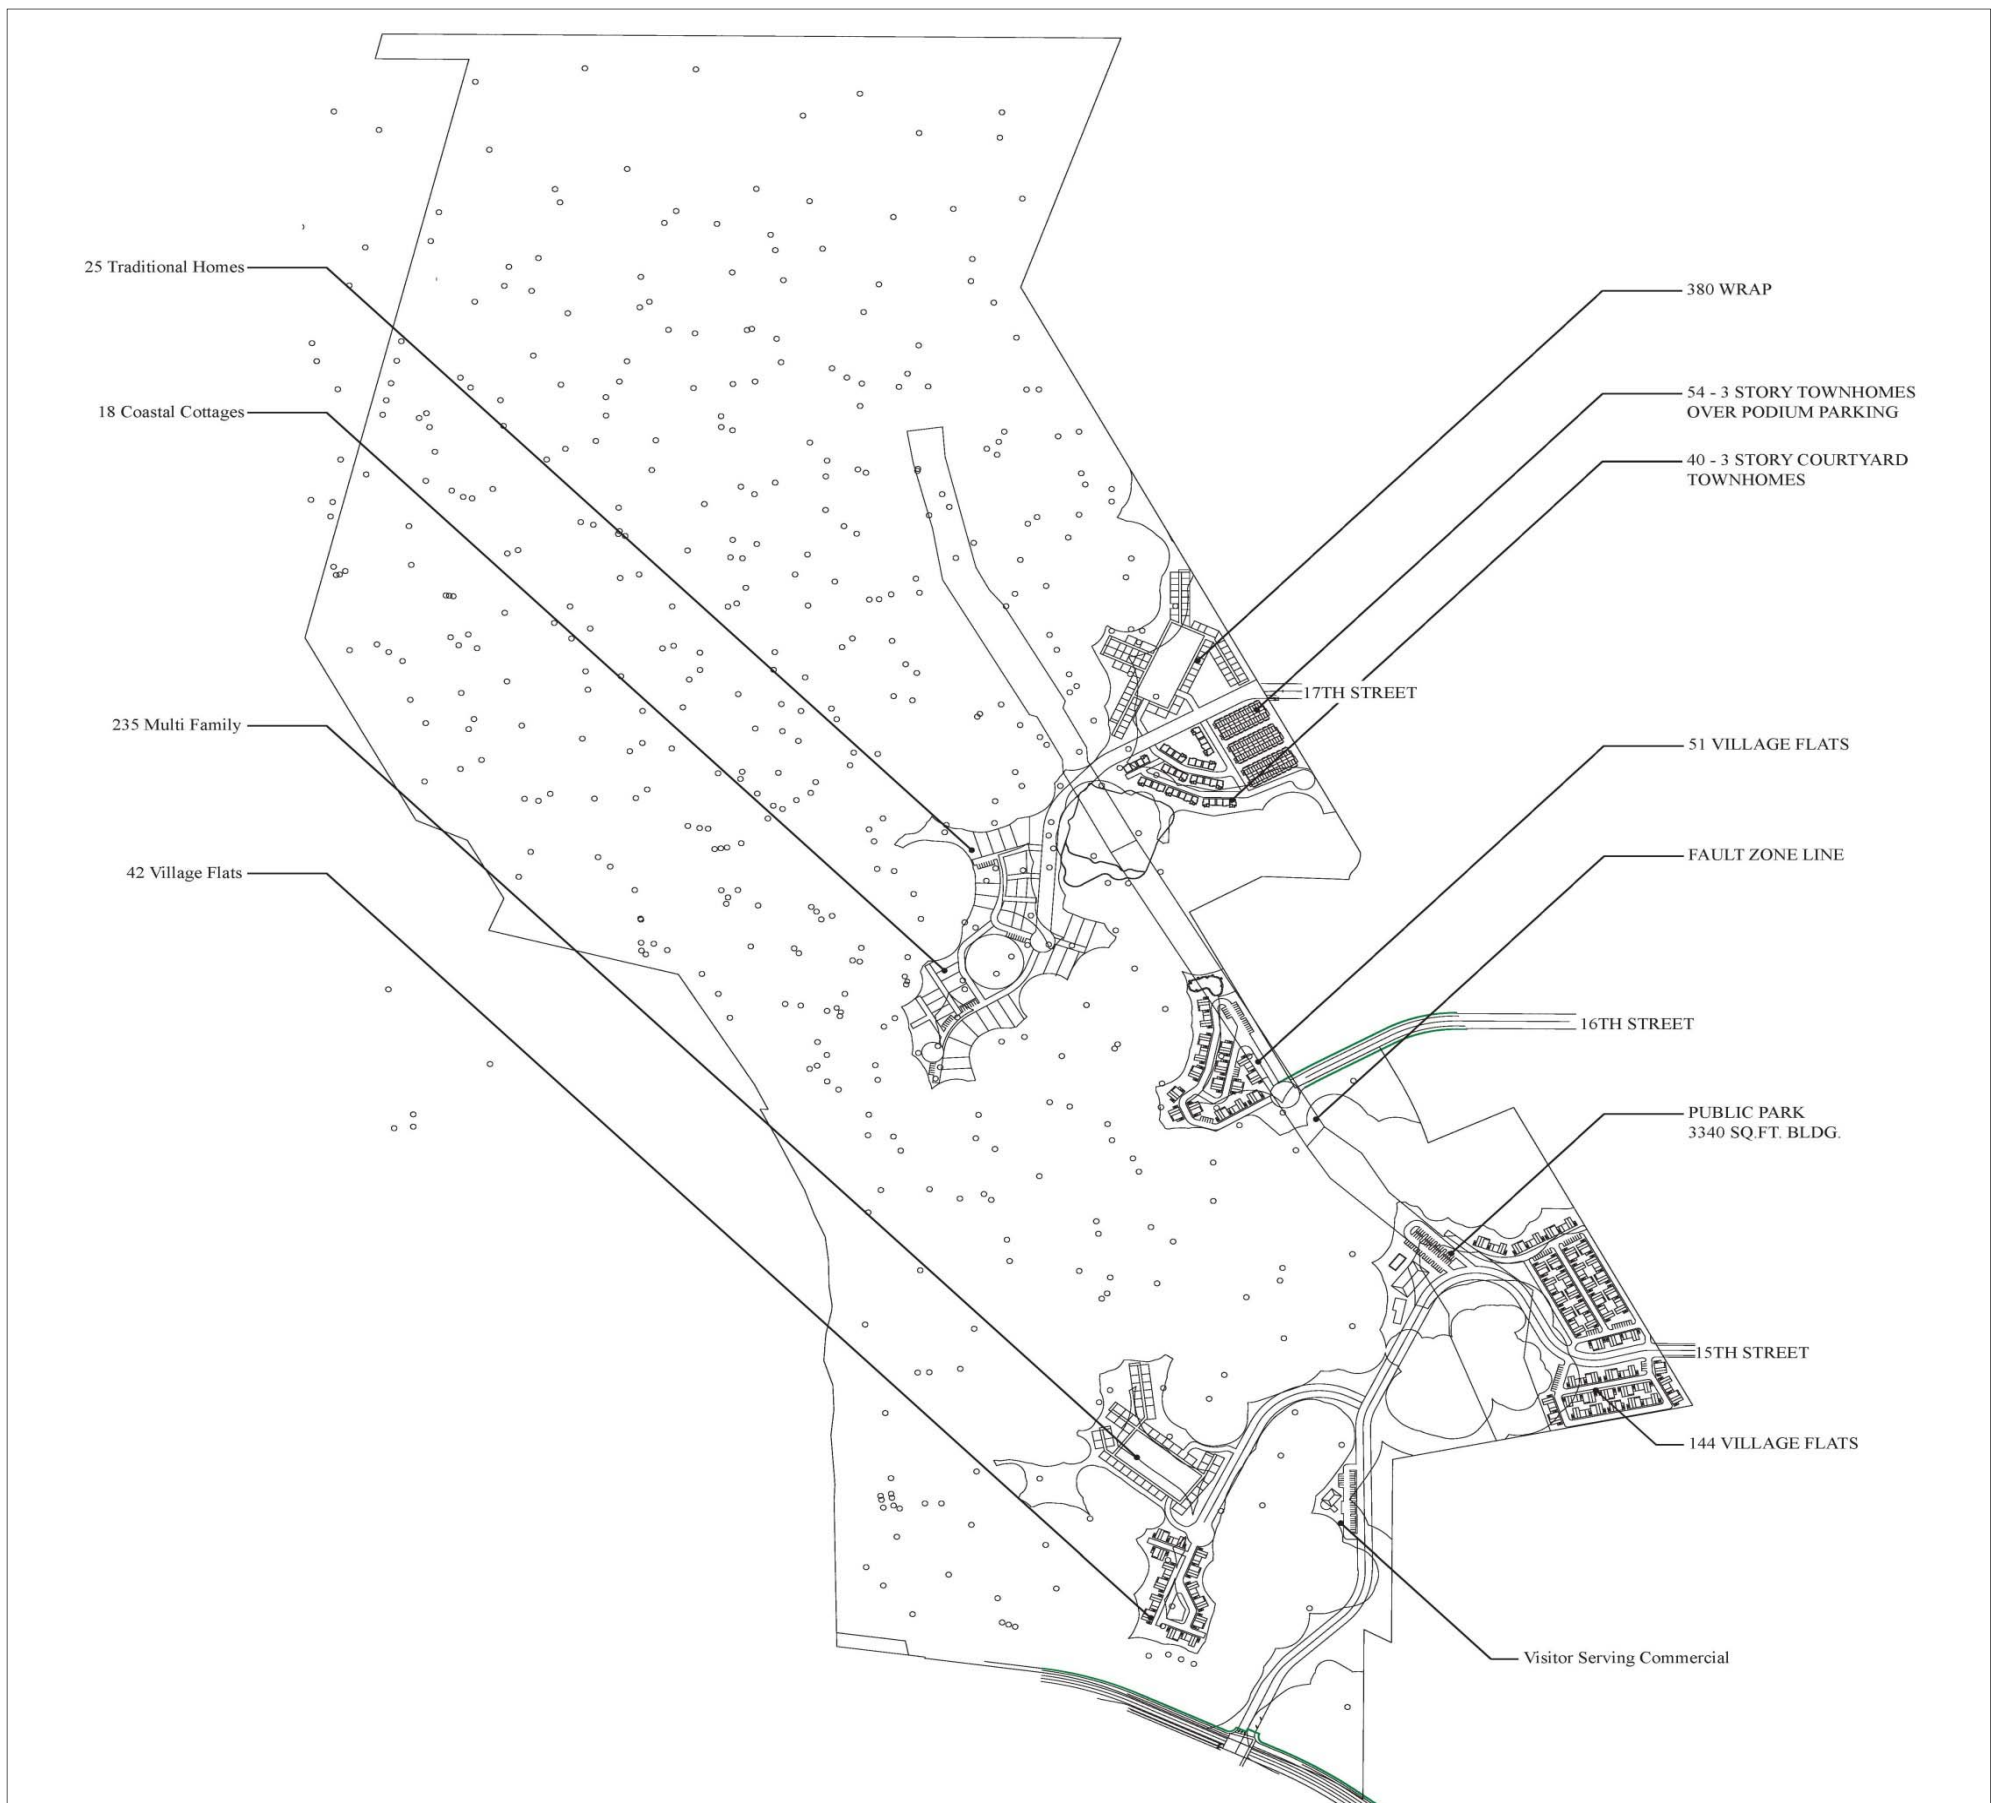 25 Traditional Homes
18 Coastal Cottages
235 Multi Family
42 Village Flats
380 WRAP
54 - 3 STORY TOWNHOMES
OVER PODIUM PARKING
40 - 3 STORY COURTYARD
TOWNHOMES
17TH STREET
51 VILLAGE FLATS
FAULT ZONE LINE
16TH STREET
PUBLIC PARK
3340 SQ.FT. BLDG.
15TH STREET
144 VILLAGE FLATS
Visitor Serving Commercial